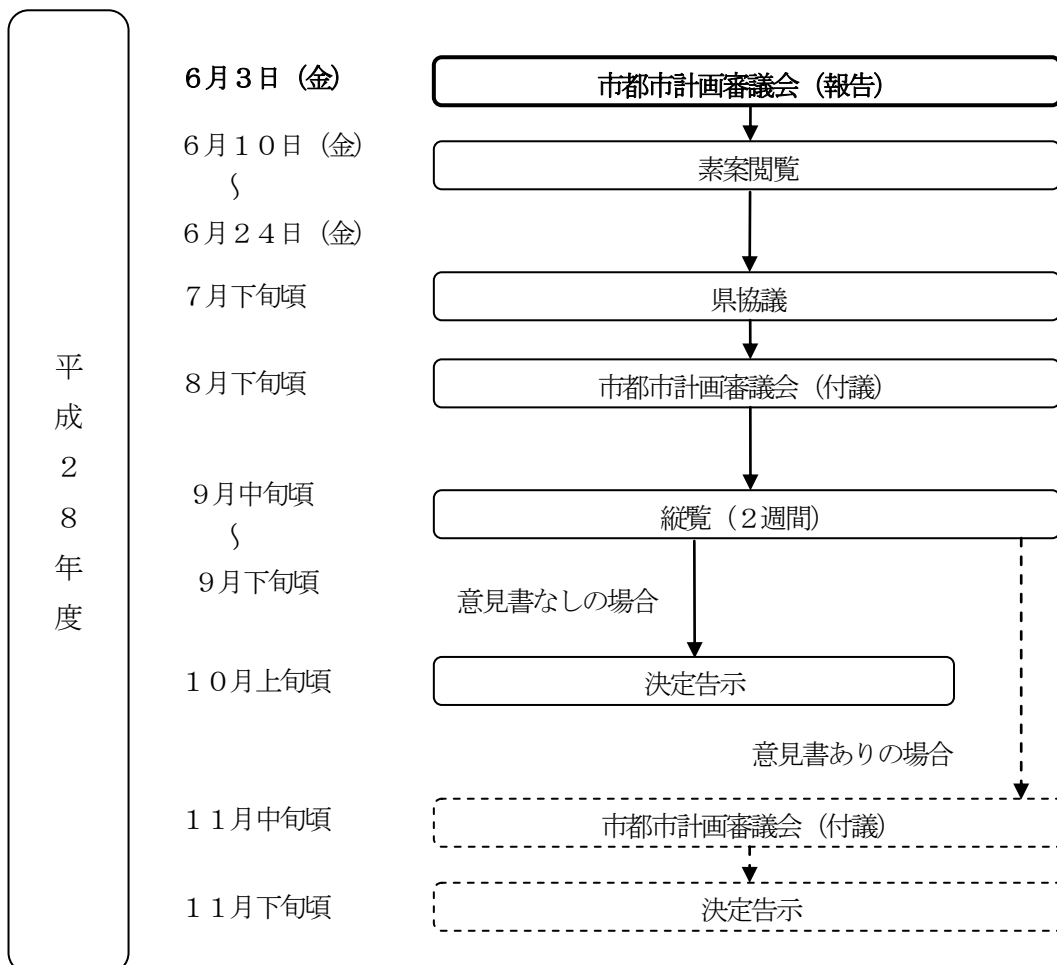 平成２８年度
６月３日（金）
市都市計画審議会（報告）
６月１０日（金）
～
６月２４日（金）
素案閲覧
７月下旬頃
県協議
８月下旬頃
市都市計画審議会（付議）
９月中旬頃
～
９月下旬頃
縦覧（２週間）
意見書なしの場合
１０月上旬頃
決定告示
意見書ありの場合
１１月中旬頃
市都市計画審議会（付議）
１１月下旬頃
決定告示